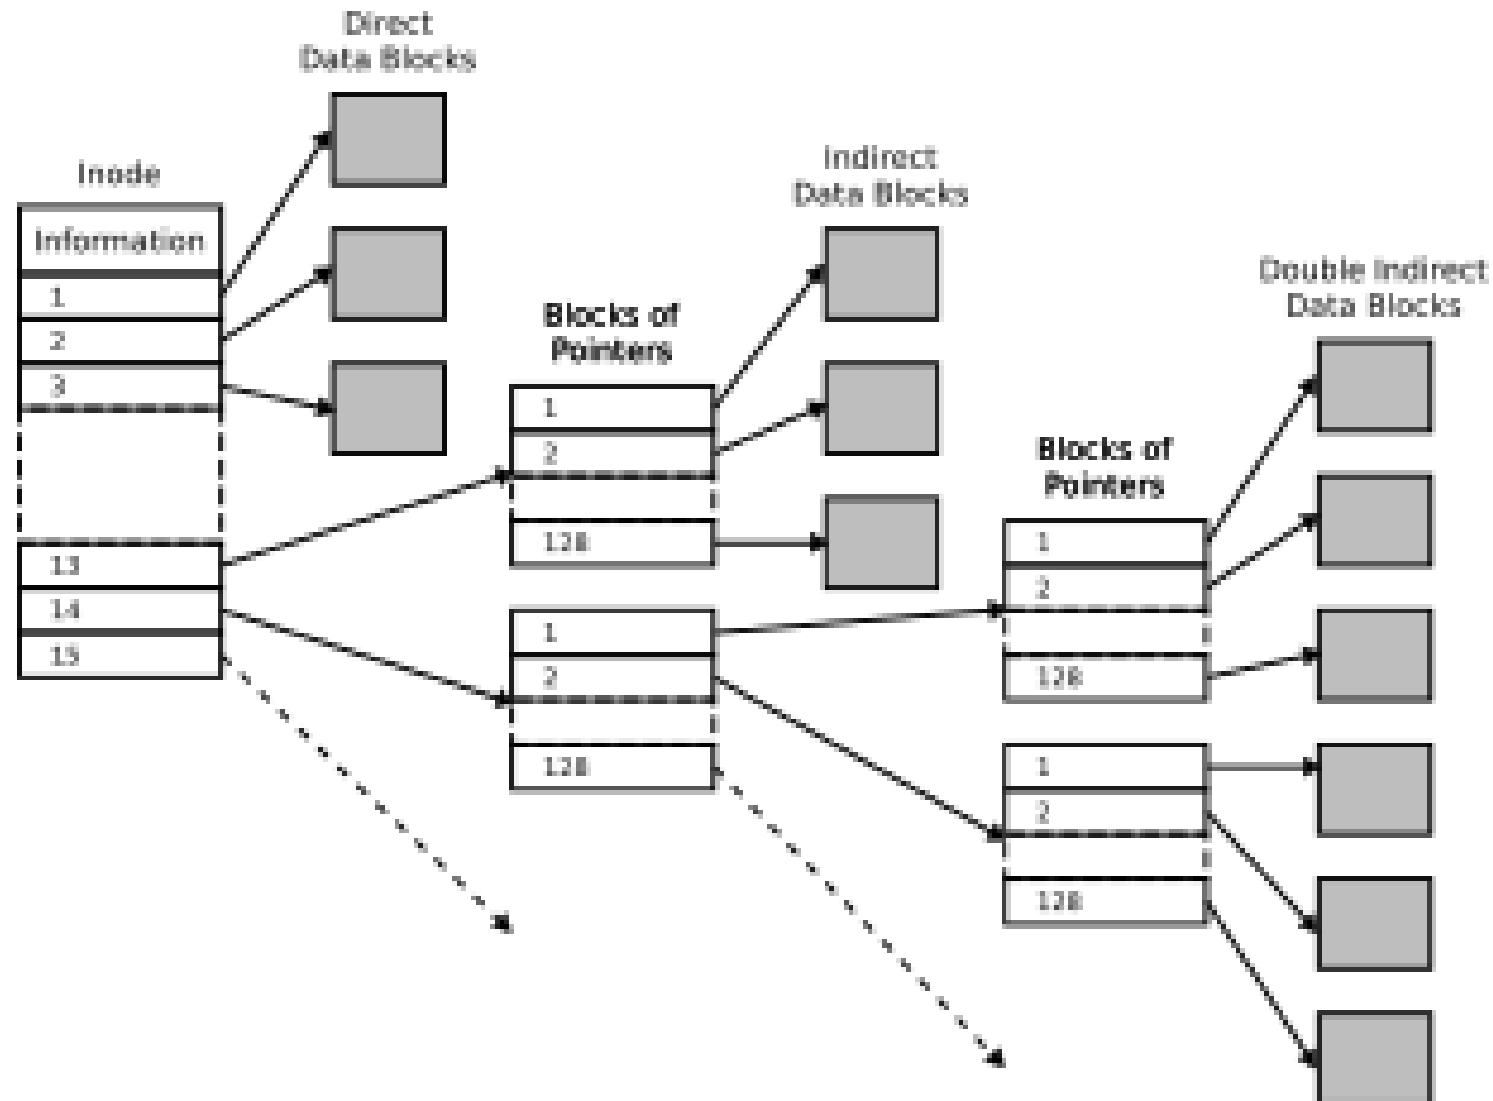 Direct
Data Blocks
Inode
Information
1
2
3
13
14
15
Blocks of
Pointers
1
2
128
1
2
128
Indirect
Data Blocks
Blocks of
Pointers
1
2
128
1
2
128
Double Indirect
Data Blocks